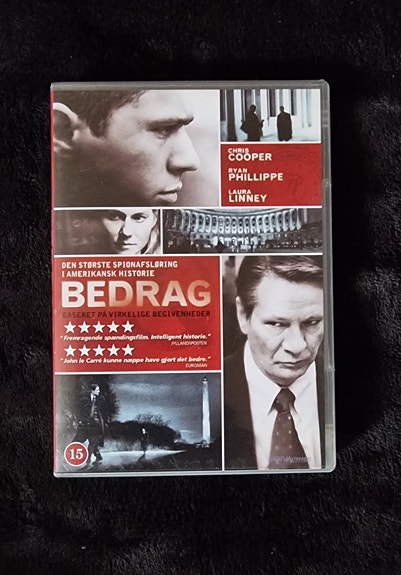 CHRIS
COOPER
RYAN
PHILLIPPE
LAURA
LINNEY
DEN STØRSTE SPIONAFSLØRING
I AMERIKANSK HISTORIE
BEDRAG
BASERET PÅ VIRKELIGE BEGIVENHEDER
"Fremragende spændingsfilm. Intelligent historie."
JYLLANDSPOSTEN
"John le Carré kunne næppe have gjort det bedre."
EUROMAN
15